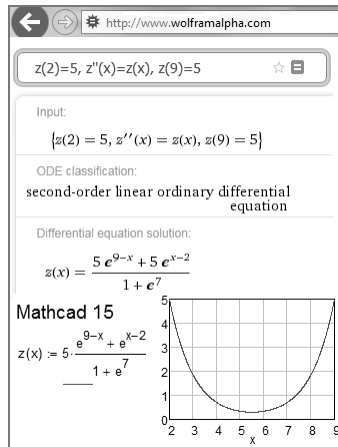 http://www.wolframalpha.com
z(2)=5, z"(x)=z(x), z(9)=5
Input:
{z(2) = 5, z′′(x) = z(x), z(9) = 5}
ODE classification:
second-order linear ordinary differential
equation
Differential equation solution:
z(x) = (5 e^(9-x) + 5 e^(x-2)) / (1 + e^7)
Mathcad 15
z(x) := 5· (e^(9-x) + e^(x-2)) / (1 + e^7)
5
4
3
2
1
0
2 3 4 5 6 7 8 9
x